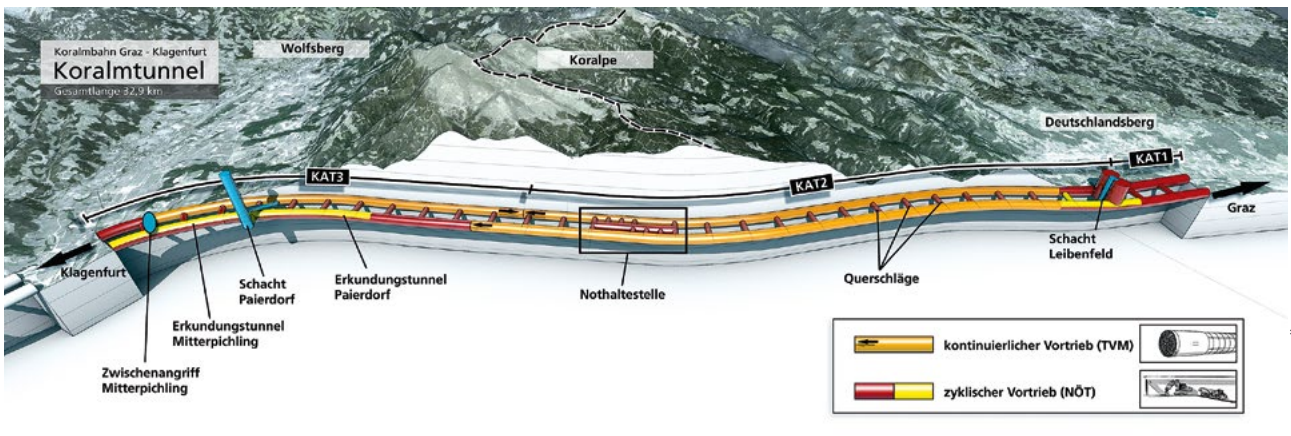 Koralmbahn Graz - Klagenfurt
Koralmtunnel
Gesamtlänge 32,9 km
Wolfsberg
Koralpe
Deutschlandsberg
KAT3
KAT2
KAT1
Graz
Klagenfurt
Schacht
Paierdorf
Erkundungstunnel
Paierdorf
Nothaltestelle
Querschläge
Schacht
Leibenfeld
Erkundungstunnel
Mitterpichling
Zwischenangriff
Mitterpichling
kontinuierlicher Vortrieb (TVM)
zyklischer Vortrieb (NÖT)